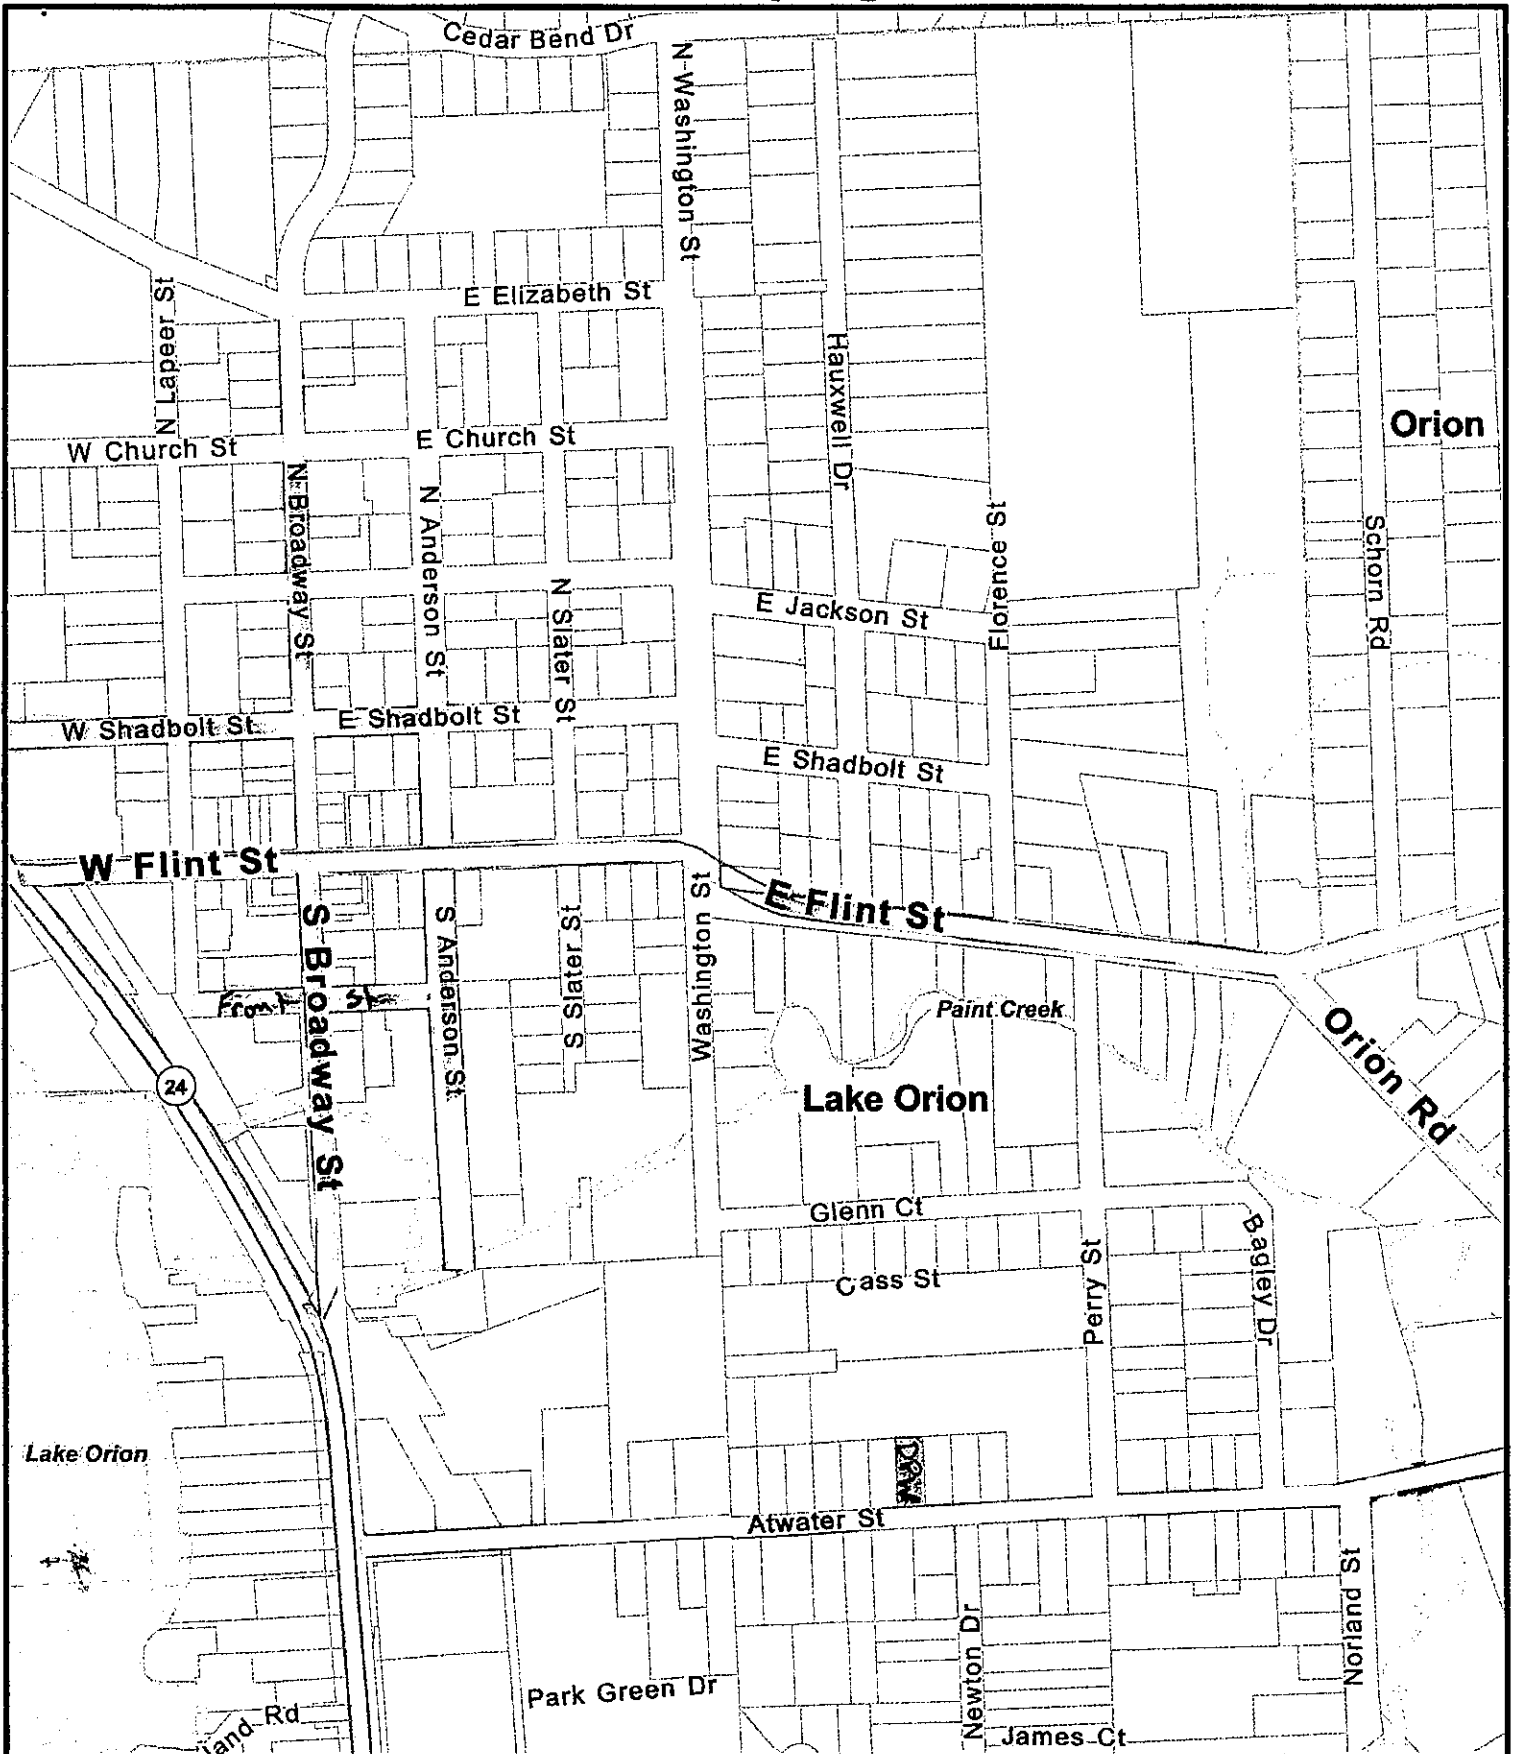 Cedar Bend Dr
N Washington St
E Elizabeth St
N Lapeer St
Hauxwell Dr
Orion
W Church St
E Church St
N Broadway St
N Anderson St
Florence St
Schorn Rd
N Slater St
E Jackson St
W Shadbolt St
E Shadbolt St
E Shadbolt St
W Flint St
E Flint St
S Broadway St
S Anderson St
S Slater St
Washington St
Front St
Paint Creek
Orion Rd
24
Lake Orion
Glenn Ct
Bagley Dr
Cass St
Perry St
Lake Orion
DPW
Atwater St
Norland St
Newton Dr
Park Green Dr
land Rd
James Ct